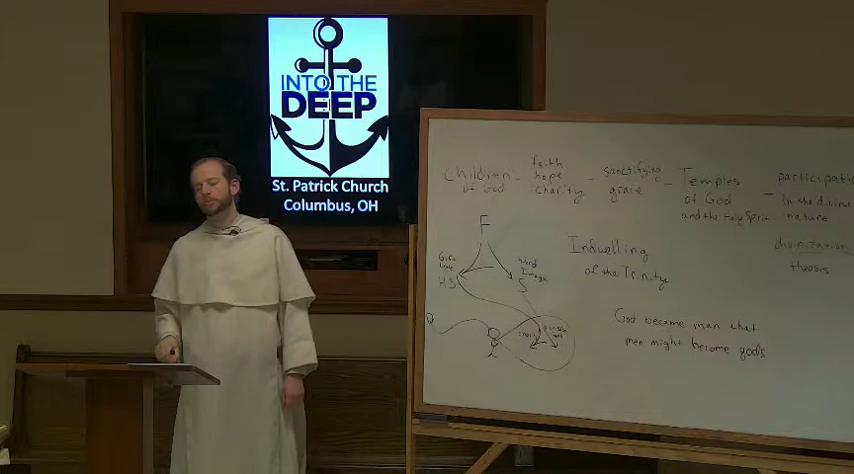 INTO THE
DEEP
St. Patrick Church
Columbus, OH
children - faith - sanctifying - Temples - participati
of God hope grace of God in the divine
charity and the Holy Spirit nature
divinization
theosis
F
Gift Word
Love Image
HS S
Indwelling
of the Trinity
God became man that
men might become gods